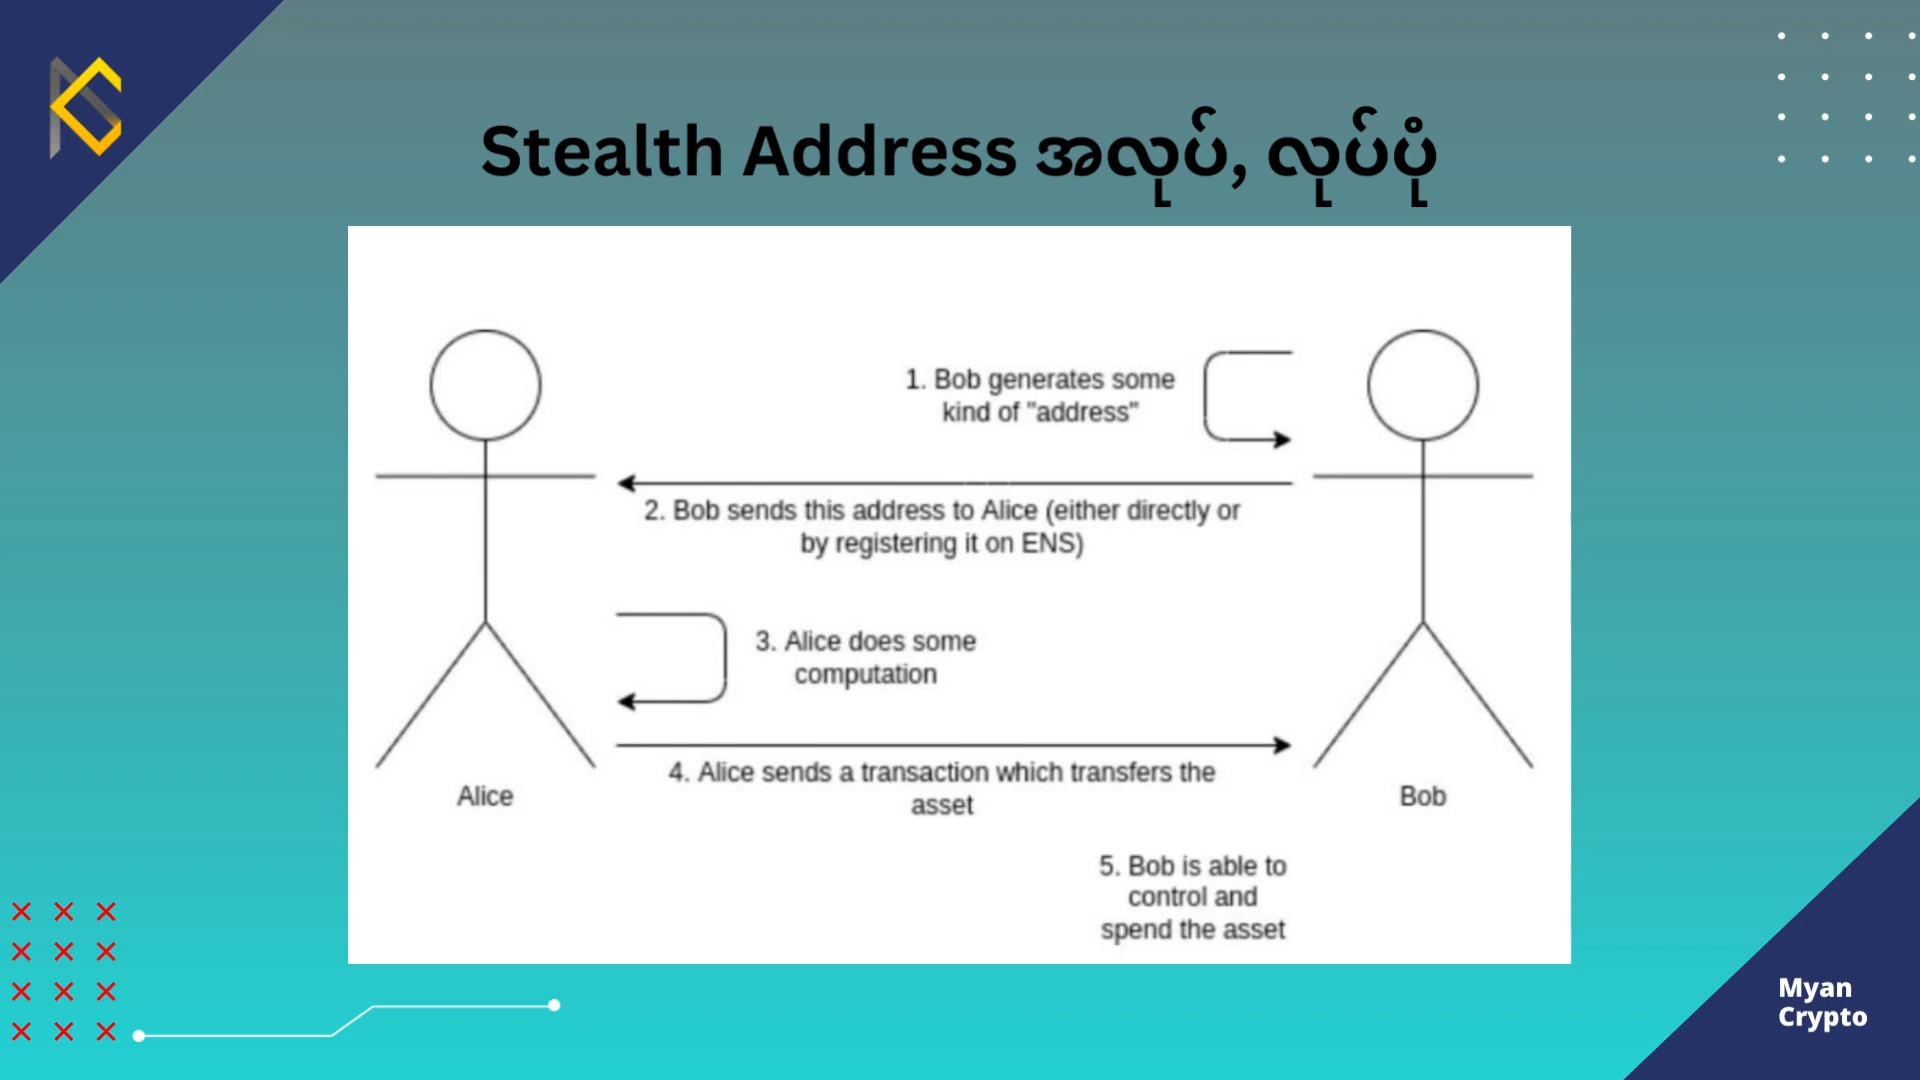 Stealth Address အလုပ်, လုပ်ပုံ
1. Bob generates some
kind of "address"
2. Bob sends this address to Alice (either directly or
by registering it on ENS)
3. Alice does some
computation
4. Alice sends a transaction which transfers the
asset
Alice
Bob
5. Bob is able to
control and
spend the asset
Myan
Crypto